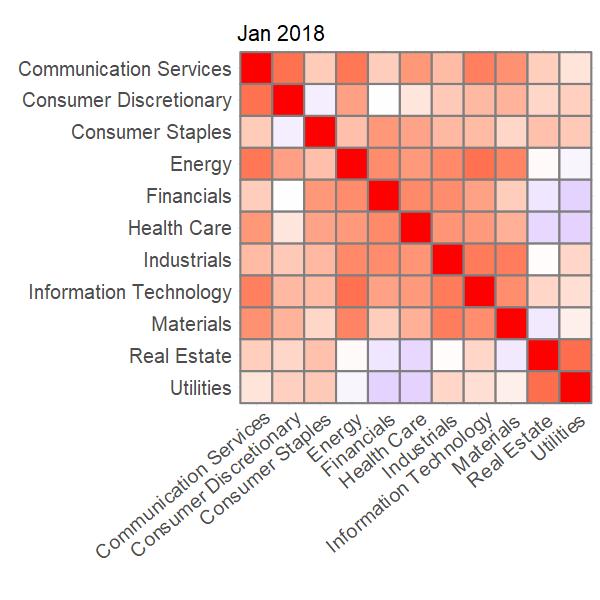 Jan 2018
Communication Services
Consumer Discretionary
Consumer Staples
Energy
Financials
Health Care
Industrials
Information Technology
Materials
Real Estate
Utilities
Communication Services
Consumer Discretionary
Consumer Staples
Energy
Financials
Health Care
Industrials
Information Technology
Materials
Real Estate
Utilities